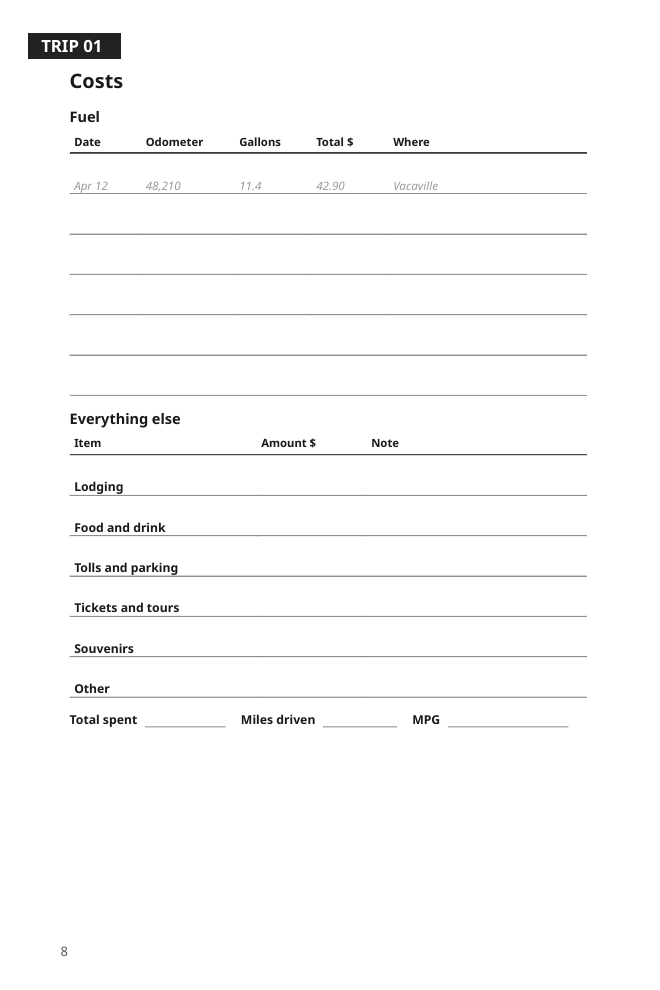 TRIP 01
Costs
Fuel
Date Odometer Gallons Total $ Where
Apr 12 48,210 11.4 42.90 Vacaville
Everything else
Item Amount $ Note
Lodging
Food and drink
Tolls and parking
Tickets and tours
Souvenirs
Other
Total spent Miles driven MPG
8